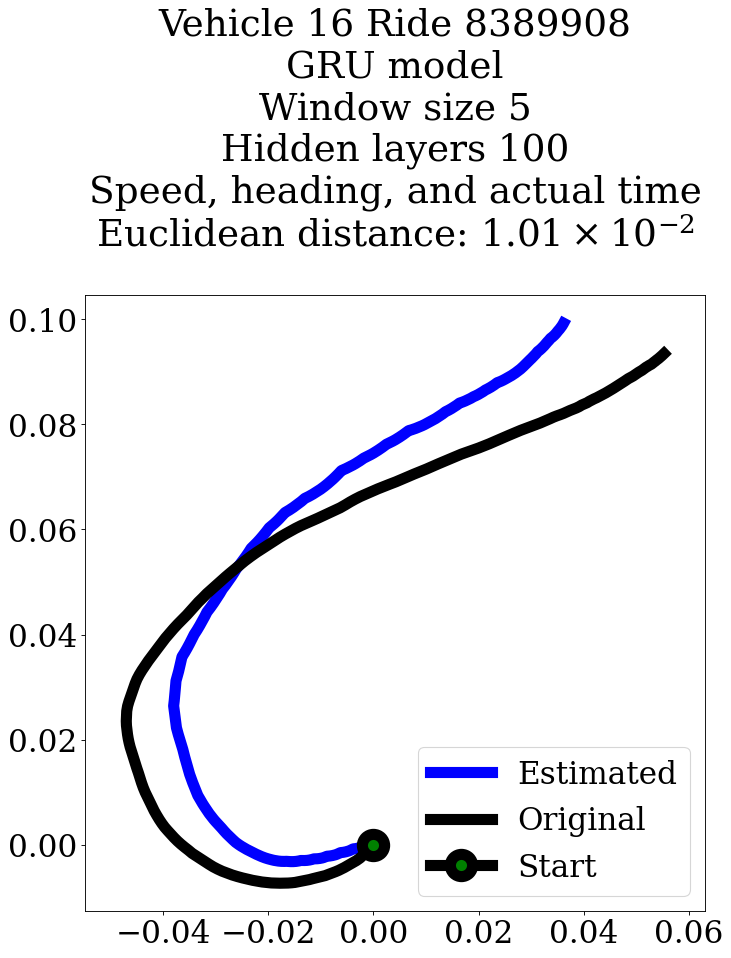 Vehicle 16 Ride 8389908
GRU model
Window size 5
Hidden layers 100
Speed, heading, and actual time
Euclidean distance: 1.01 × 10⁻²
0.10
0.08
0.06
0.04
0.02
0.00
Estimated
Original
Start
−0.04 −0.02 0.00 0.02 0.04 0.06